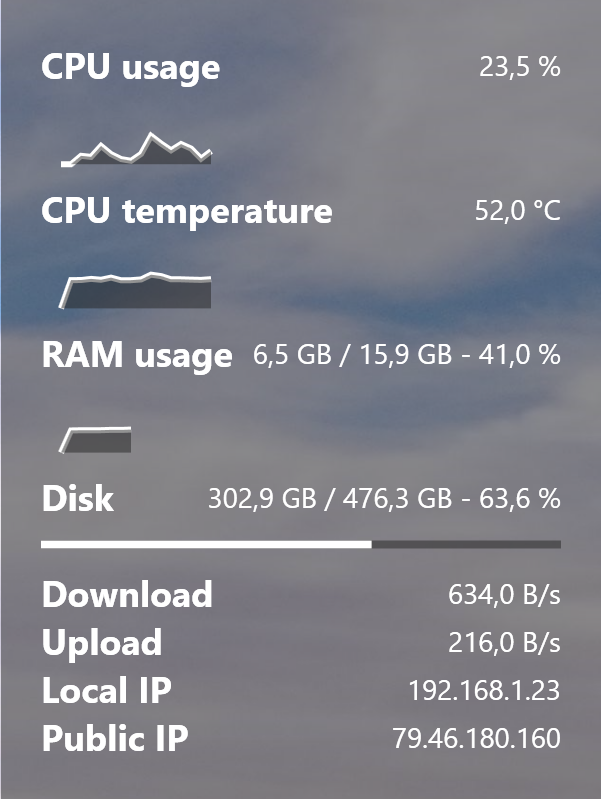 CPU usage 23,5 %
CPU temperature 52,0 °C
RAM usage 6,5 GB / 15,9 GB - 41,0 %
Disk 302,9 GB / 476,3 GB - 63,6 %
Download 634,0 B/s
Upload 216,0 B/s
Local IP 192.168.1.23
Public IP 79.46.180.160